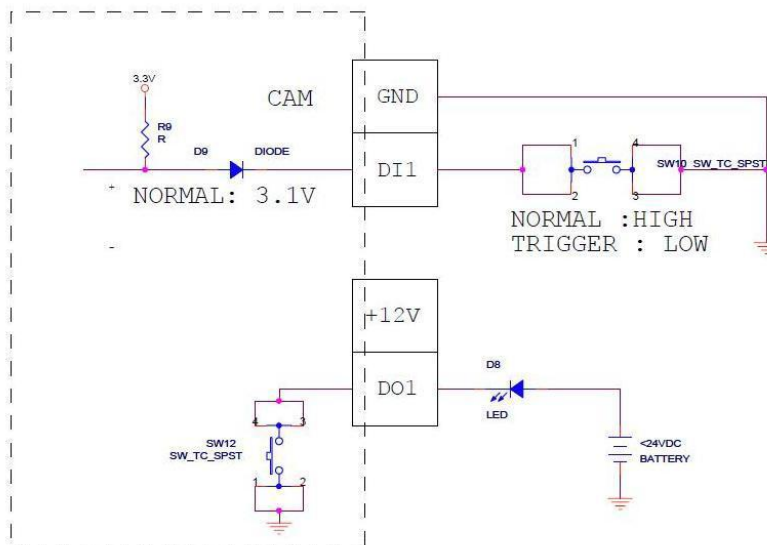 3.3V
R9
R
CAM
GND
D9 DIODE
DI1
+
NORMAL: 3.1V
-
1 4
SW10 SW_TC_SPST
2 3
NORMAL :HIGH
TRIGGER : LOW
+12V
D8
DO1
LED
4 3
SW12
SW_TC_SPST
1 2
<24VDC
BATTERY